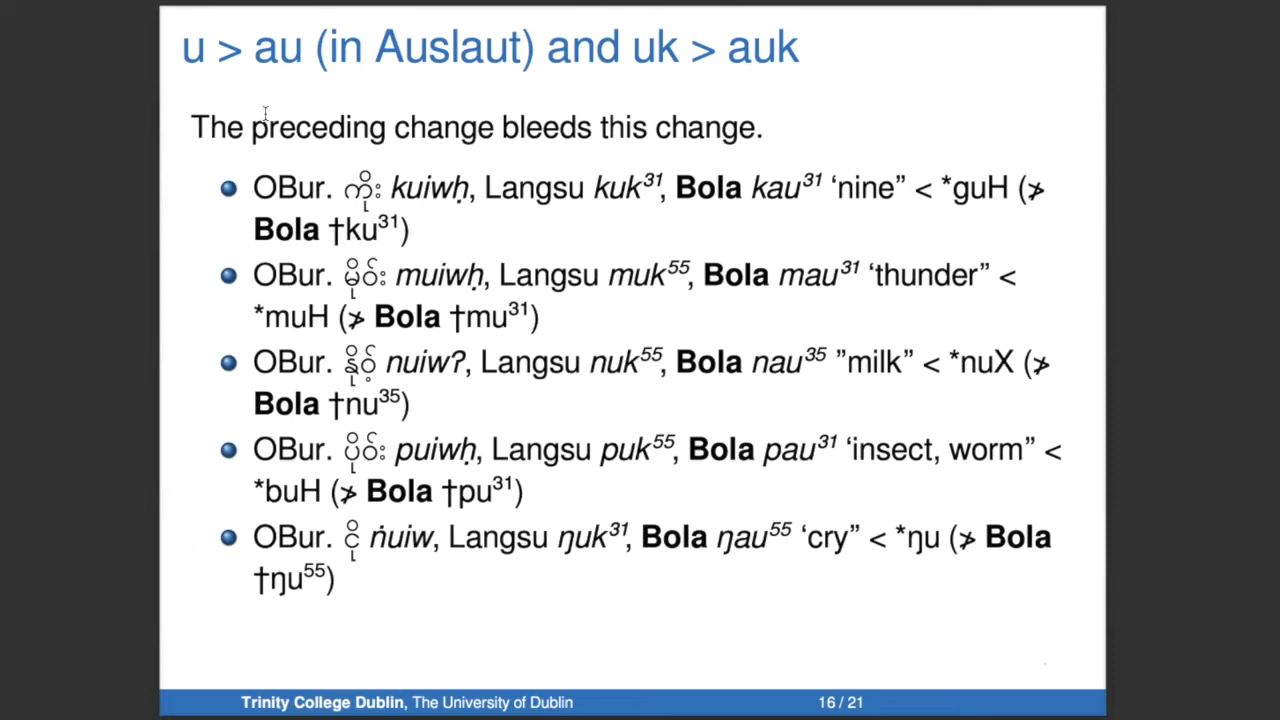 u > au (in Auslaut) and uk > auk
The preceding change bleeds this change.
OBur. ကိုဝ်း kuiwḥ, Langsu kuk³¹, Bola kau³¹ ‘nine” < *guH (≯
Bola †ku³¹)
OBur. မိုဝ်း muiwḥ, Langsu muk⁵⁵, Bola mau³¹ ‘thunder” <
*muH (≯ Bola †mu³¹)
OBur. နိုဝ့် nuiw?, Langsu nuk⁵⁵, Bola nau³⁵ ”milk” < *nuX (≯
Bola †nu³⁵)
OBur. ပိုဝ်း puiwḥ, Langsu puk⁵⁵, Bola pau³¹ ‘insect, worm” <
*buH (≯ Bola †pu³¹)
OBur. ငို ṅuiw, Langsu ŋuk³¹, Bola ŋau⁵⁵ ‘cry” < *ŋu (≯ Bola
†ŋu⁵⁵)
Trinity College Dublin, The University of Dublin 16 / 21